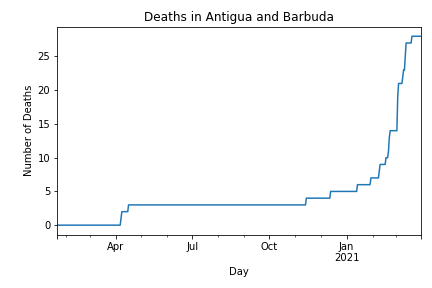 Deaths in Antigua and Barbuda
Number of Deaths
25
20
15
10
5
0
Apr
Jul
Oct
Jan
2021
Day